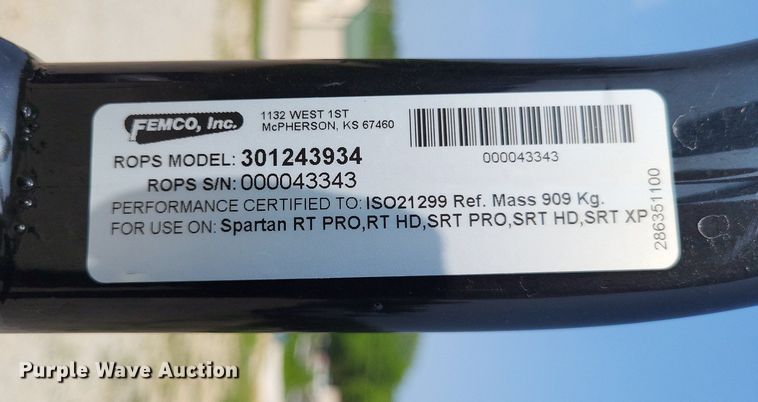 FEMCO, Inc.
1132 WEST 1ST
McPHERSON, KS 67460
000043343
ROPS MODEL: 301243934
ROPS S/N: 000043343
PERFORMANCE CERTIFIED TO: ISO21299 Ref. Mass 909 Kg.
FOR USE ON: Spartan RT PRO,RT HD,SRT PRO,SRT HD,SRT XP
286351100
Purple Wave Auction